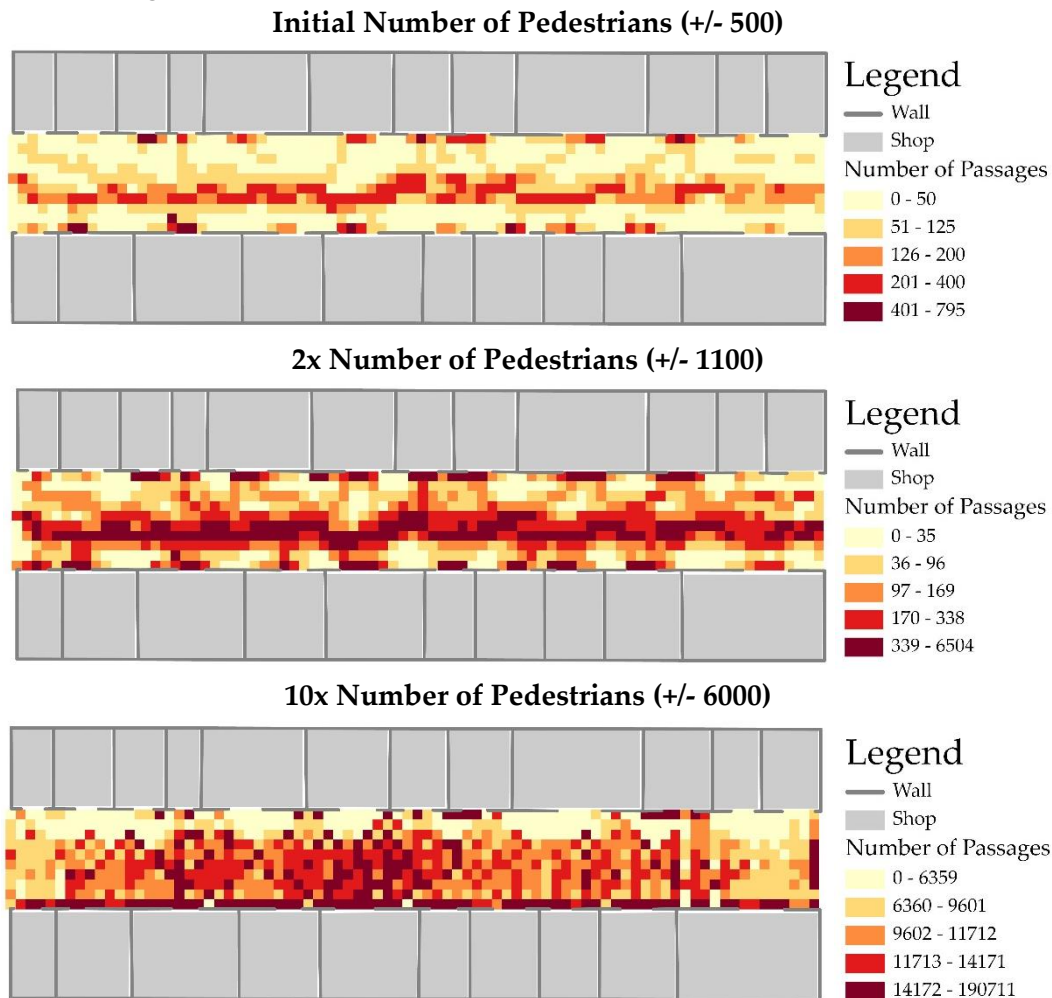 Initial Number of Pedestrians (+/- 500)
Legend
Wall
Shop
Number of Passages
0 - 50
51 - 125
126 - 200
201 - 400
401 - 795
2x Number of Pedestrians (+/- 1100)
Legend
Wall
Shop
Number of Passages
0 - 35
36 - 96
97 - 169
170 - 338
339 - 6504
10x Number of Pedestrians (+/- 6000)
Legend
Wall
Shop
Number of Passages
0 - 6359
6360 - 9601
9602 - 11712
11713 - 14171
14172 - 190711